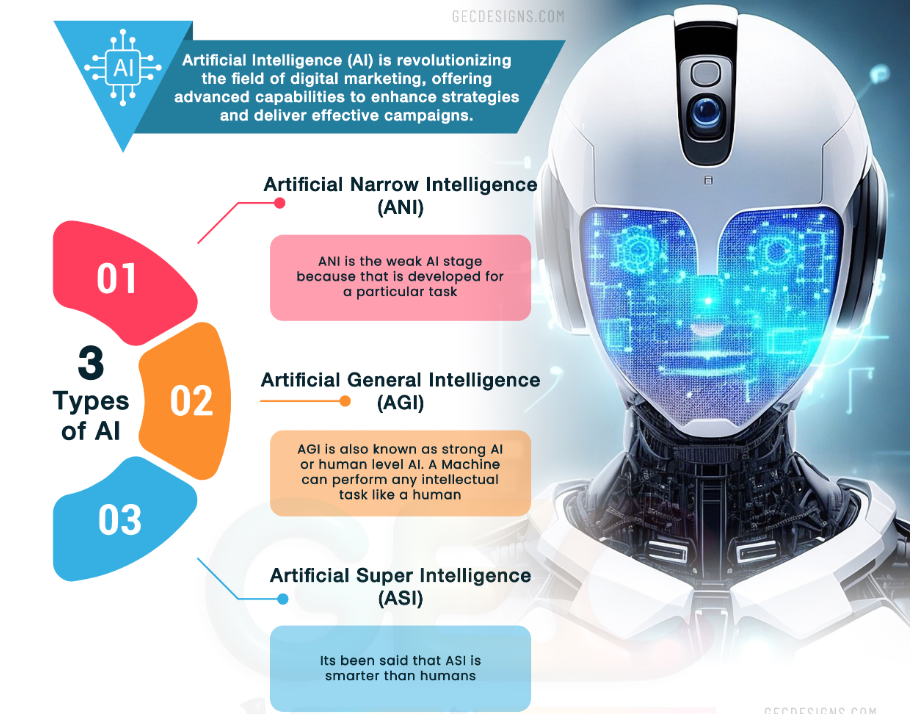 GECDESIGNS.COM
AI
Artificial Intelligence (AI) is revolutionizing
the field of digital marketing, offering
advanced capabilities to enhance strategies
and deliver effective campaigns.
Artificial Narrow Intelligence
(ANI)
01
ANI is the weak AI stage
because that is developed for
a particular task
3
Types
of AI
02
Artificial General Intelligence
(AGI)
AGI is also known as strong AI
or human level AI. A Machine
can perform any intellectual
task like a human
03
Artificial Super Intelligence
(ASI)
Its been said that ASI is
smarter than humans
GECDESIGNS.COM